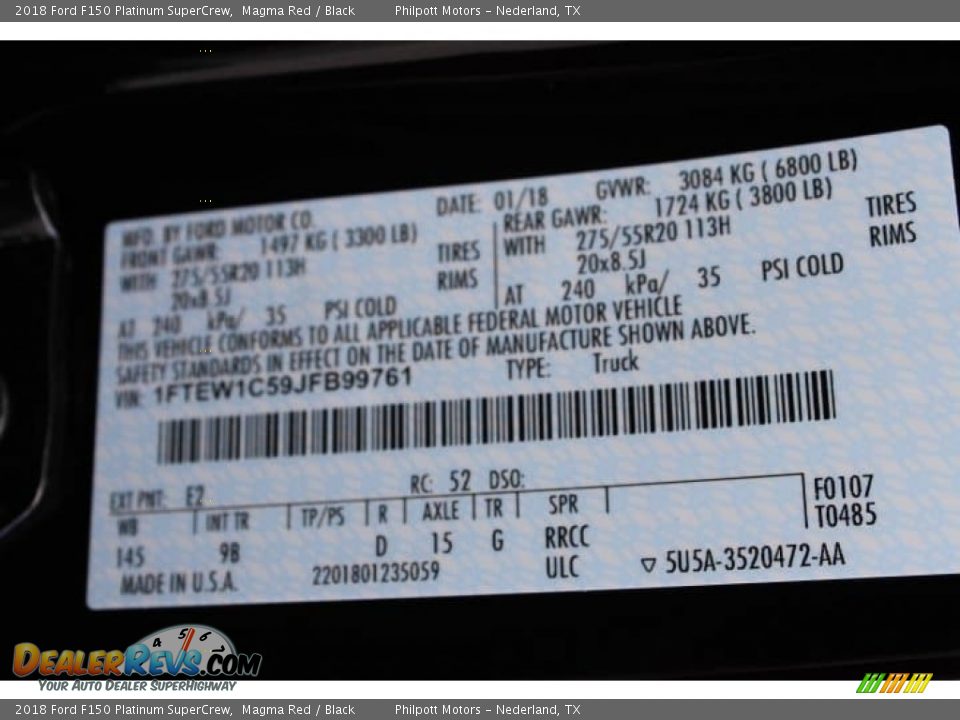 2018 Ford F150 Platinum SuperCrew, Magma Red / Black Philpott Motors - Nederland, TX
MFD. BY FORD MOTOR CO. DATE: 01/18 GVWR: 3084 KG ( 6800 LB)
FRONT GAWR: 1497 KG ( 3300 LB) REAR GAWR: 1724 KG ( 3800 LB)
WITH 275/55R20 113H TIRES WITH 275/55R20 113H TIRES
20x8.5J RIMS 20x8.5J RIMS
AT 240 kPa/ 35 PSI COLD AT 240 kPa/ 35 PSI COLD
THIS VEHICLE CONFORMS TO ALL APPLICABLE FEDERAL MOTOR VEHICLE
SAFETY STANDARDS IN EFFECT ON THE DATE OF MANUFACTURE SHOWN ABOVE.
VIN: 1FTEW1C59JFB99761 TYPE: Truck
EXT PNT: E2 RC: 52 DSO: F0107
WB INT TR TP/PS R AXLE TR SPR T0485
145 9B D 15 G RRCC
MADE IN U.S.A. 2201801235059 ULC ▽ 5U5A-3520472-AA
4 5 6
DEALERREVS.COM
YOUR AUTO DEALER SUPERHIGHWAY
2018 Ford F150 Platinum SuperCrew, Magma Red / Black Philpott Motors - Nederland, TX